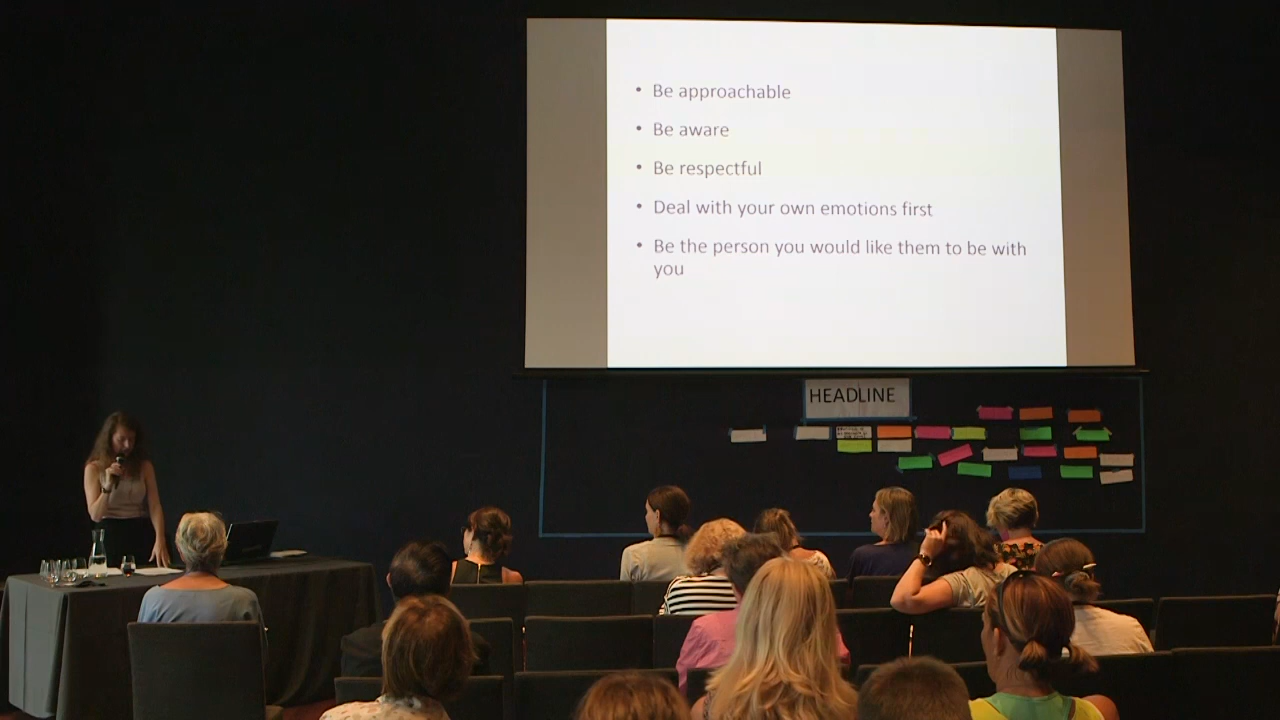 • Be approachable
• Be aware
• Be respectful
• Deal with your own emotions first
• Be the person you would like them to be with
you
HEADLINE